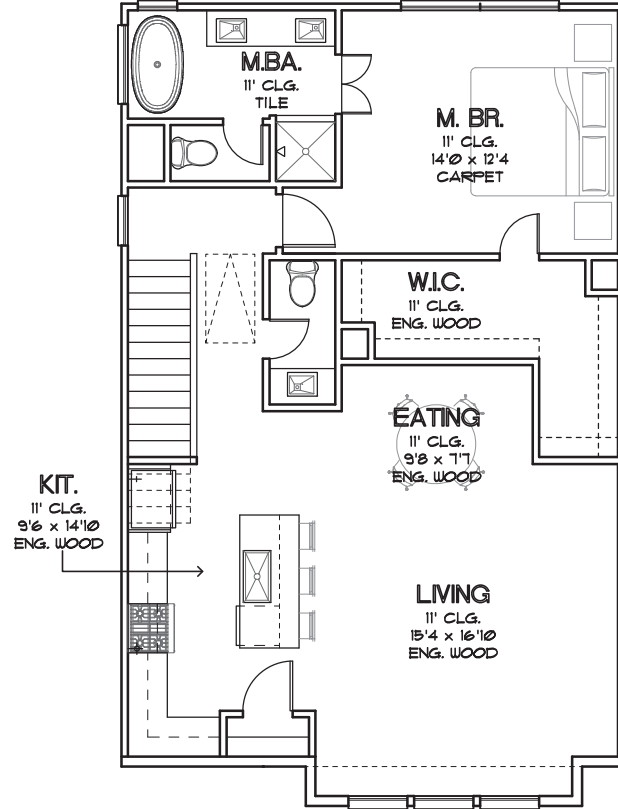 M.BA.
11' CLG.
TILE
M. BR.
11' CLG.
14'0 x 12'4
CARPET
W.I.C.
11' CLG.
ENG. WOOD
EATING
11' CLG.
9'8 x 7'7
ENG. WOOD
KIT.
11' CLG.
9'6 x 14'10
ENG. WOOD
LIVING
11' CLG.
15'4 x 16'10
ENG. WOOD